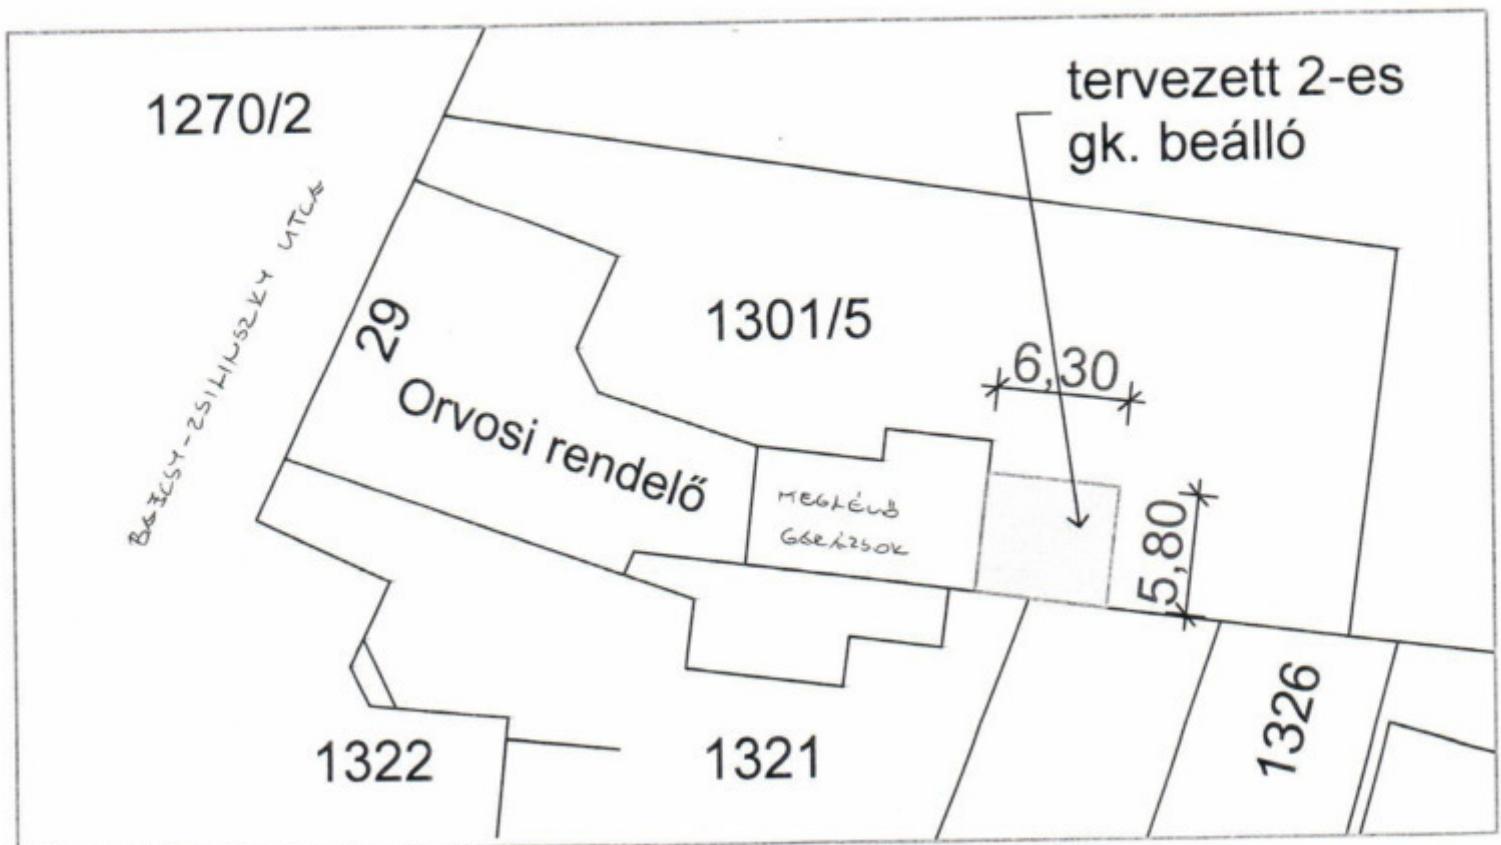 tervezett 2-es
gk. beálló
1270/2
BAJCSY-ZSILINSZKY UTCA
29
1301/5
6,30
Orvosi rendelő
MEGLÉVŐ
GARÁZSOK
5,80
1322
1321
1326